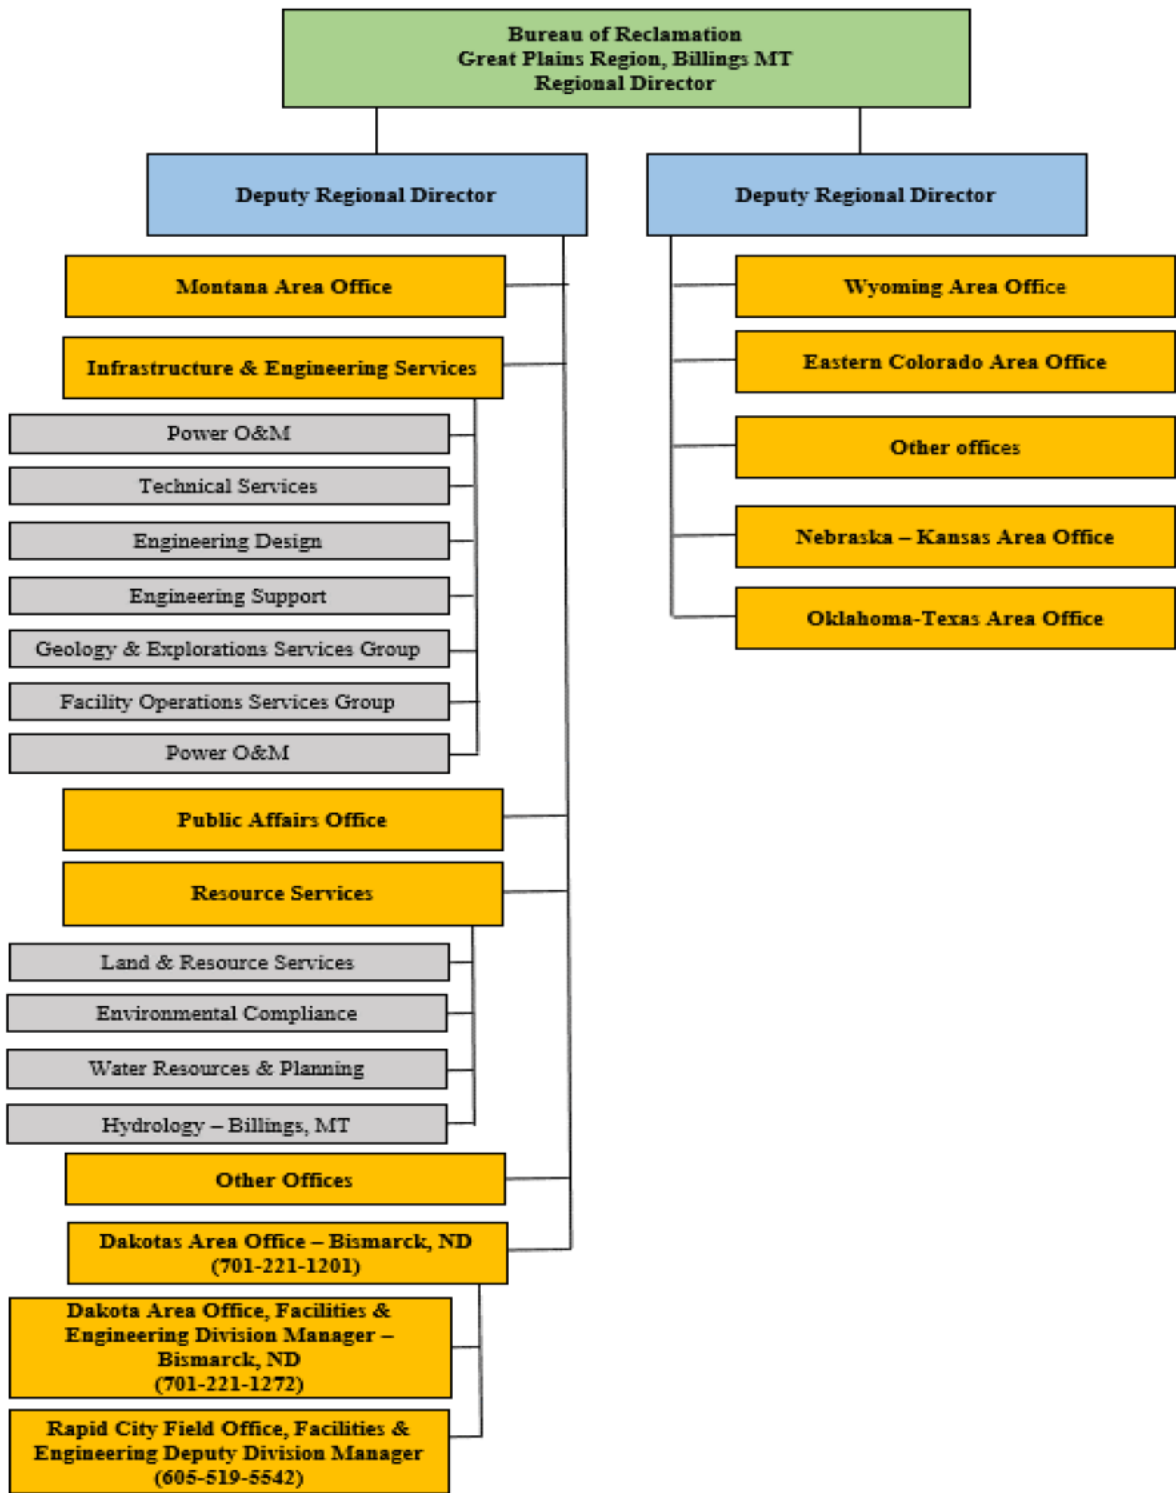 Bureau of Reclamation
Great Plains Region, Billings MT
Regional Director
Deputy Regional Director
Montana Area Office
Infrastructure & Engineering Services
Power O&M
Technical Services
Engineering Design
Engineering Support
Geology & Explorations Services Group
Facility Operations Services Group
Power O&M
Public Affairs Office
Resource Services
Land & Resource Services
Environmental Compliance
Water Resources & Planning
Hydrology – Billings, MT
Other Offices
Dakotas Area Office – Bismarck, ND
(701-221-1201)
Dakota Area Office, Facilities &
Engineering Division Manager –
Bismarck, ND
(701-221-1272)
Rapid City Field Office, Facilities &
Engineering Deputy Division Manager
(605-519-5542)
Deputy Regional Director
Wyoming Area Office
Eastern Colorado Area Office
Other offices
Nebraska – Kansas Area Office
Oklahoma-Texas Area Office